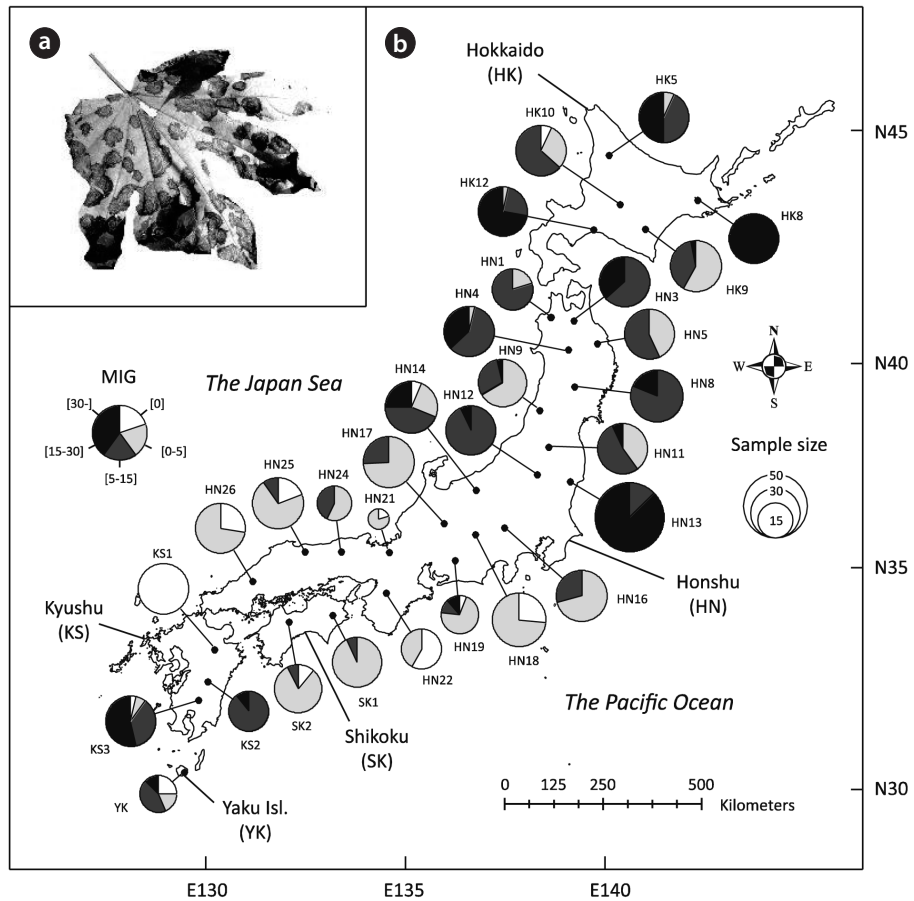 a
b
Hokkaido
(HK)
HK5
HK10
HK12
HK8
HK9
HN1
HN3
HN4
HN5
HN9
HN8
HN14
HN12
HN11
HN17
HN13
HN25
HN24
HN21
HN26
KS1
HN16
HN19
HN18
HN22
SK1
SK2
KS2
KS3
YK
The Japan Sea
MIG
[30-]
[0]
[15-30]
[0-5]
[5-15]
N
W
E
S
Sample size
50
30
15
Honshu
(HN)
Kyushu
(KS)
Shikoku
(SK)
Yaku Isl.
(YK)
The Pacific Ocean
0 125 250 500
Kilometers
N45
N40
N35
N30
E130 E135 E140